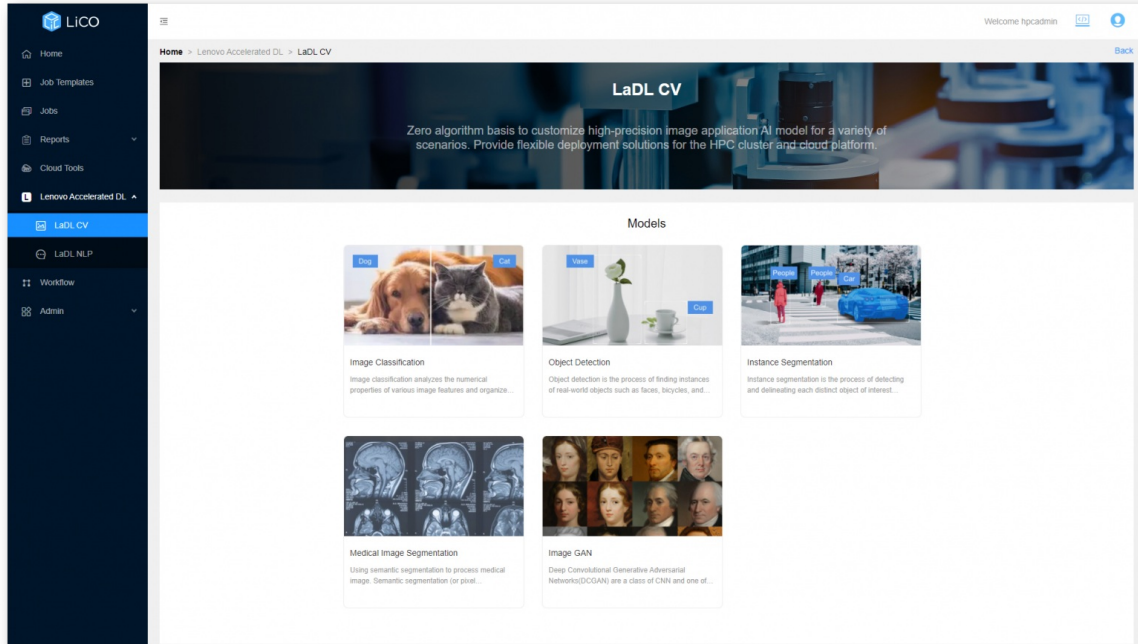 LiCO
Welcome hpcadmin
Home
Job Templates
Jobs
Reports
Cloud Tools
L Lenovo Accelerated DL
LaDL CV
LaDL NLP
Workflow
Admin
Home > Lenovo Accelerated DL > LaDL CV
Back
LaDL CV
Zero algorithm basis to customize high-precision image application AI model for a variety of
scenarios. Provide flexible deployment solutions for the HPC cluster and cloud platform.
Models
Dog
Cat
Image Classification
Image classification analyzes the numerical
properties of various image features and organize...
Vase
Cup
Object Detection
Object detection is the process of finding instances
of real-world objects such as faces, bicycles, and...
People
People
Car
Instance Segmentation
Instance segmentation is the process of detecting
and delineating each distinct object of interest...
Medical Image Segmentation
Using semantic segmentation to process medical
image. Semantic segmentation (or pixel...
Image GAN
Deep Convolutional Generative Adversarial
Networks(DCGAN) are a class of CNN and one of...